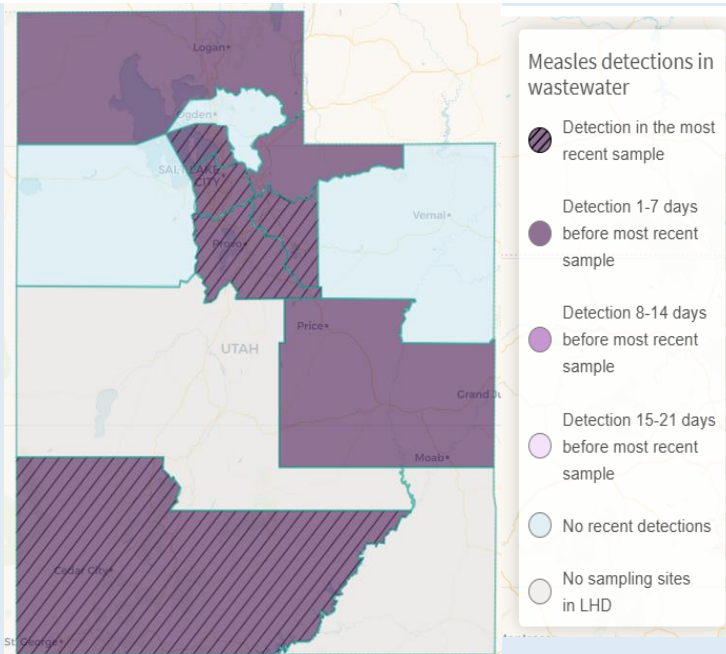 Logan
Ogden
SALT LAKE
CITY
Vernal
Provo
Price
UTAH
Grand Ju
Moab
Cedar City
St. George
Measles detections in
wastewater
Detection in the most
recent sample
Detection 1-7 days
before most recent
sample
Detection 8-14 days
before most recent
sample
Detection 15-21 days
before most recent
sample
No recent detections
No sampling sites
in LHD